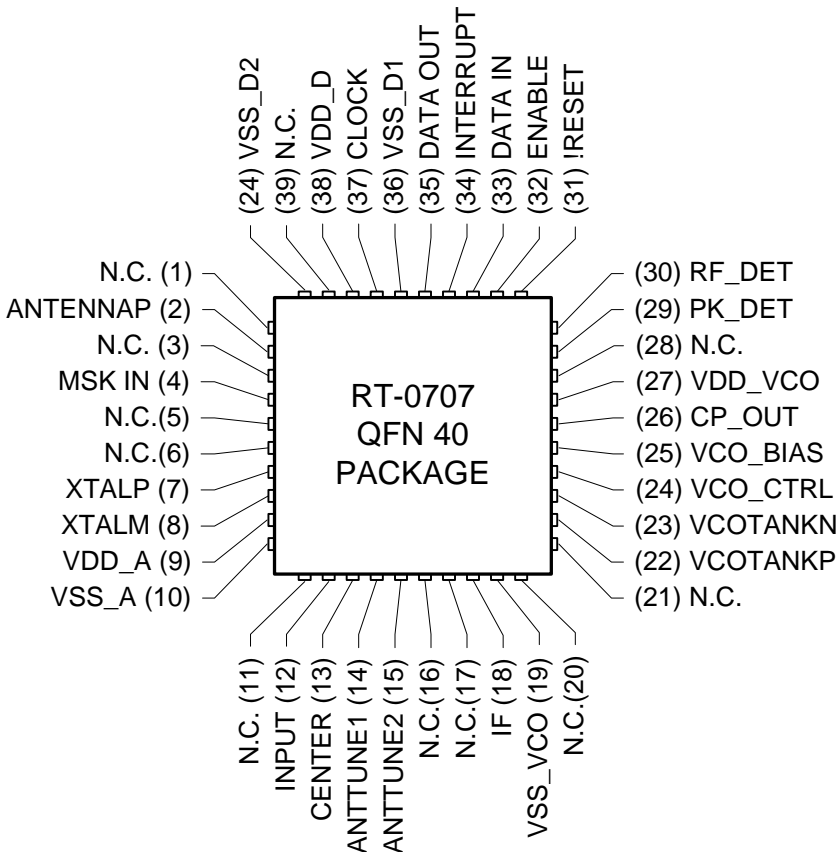 (24) VSS_D2
(39) N.C.
(38) VDD_D
(37) CLOCK
(36) VSS_D1
(35) DATA OUT
(34) INTERRUPT
(33) DATA IN
(32) ENABLE
(31) !RESET
N.C. (1)
ANTENNAP (2)
N.C. (3)
MSK IN (4)
N.C.(5)
N.C.(6)
XTALP (7)
XTALM (8)
VDD_A (9)
VSS_A (10)
RT-0707
QFN 40
PACKAGE
(30) RF_DET
(29) PK_DET
(28) N.C.
(27) VDD_VCO
(26) CP_OUT
(25) VCO_BIAS
(24) VCO_CTRL
(23) VCOTANKN
(22) VCOTANKP
(21) N.C.
N.C. (11)
INPUT (12)
CENTER (13)
ANTTUNE1 (14)
ANTTUNE2 (15)
N.C.(16)
N.C.(17)
IF (18)
VSS_VCO (19)
N.C.(20)